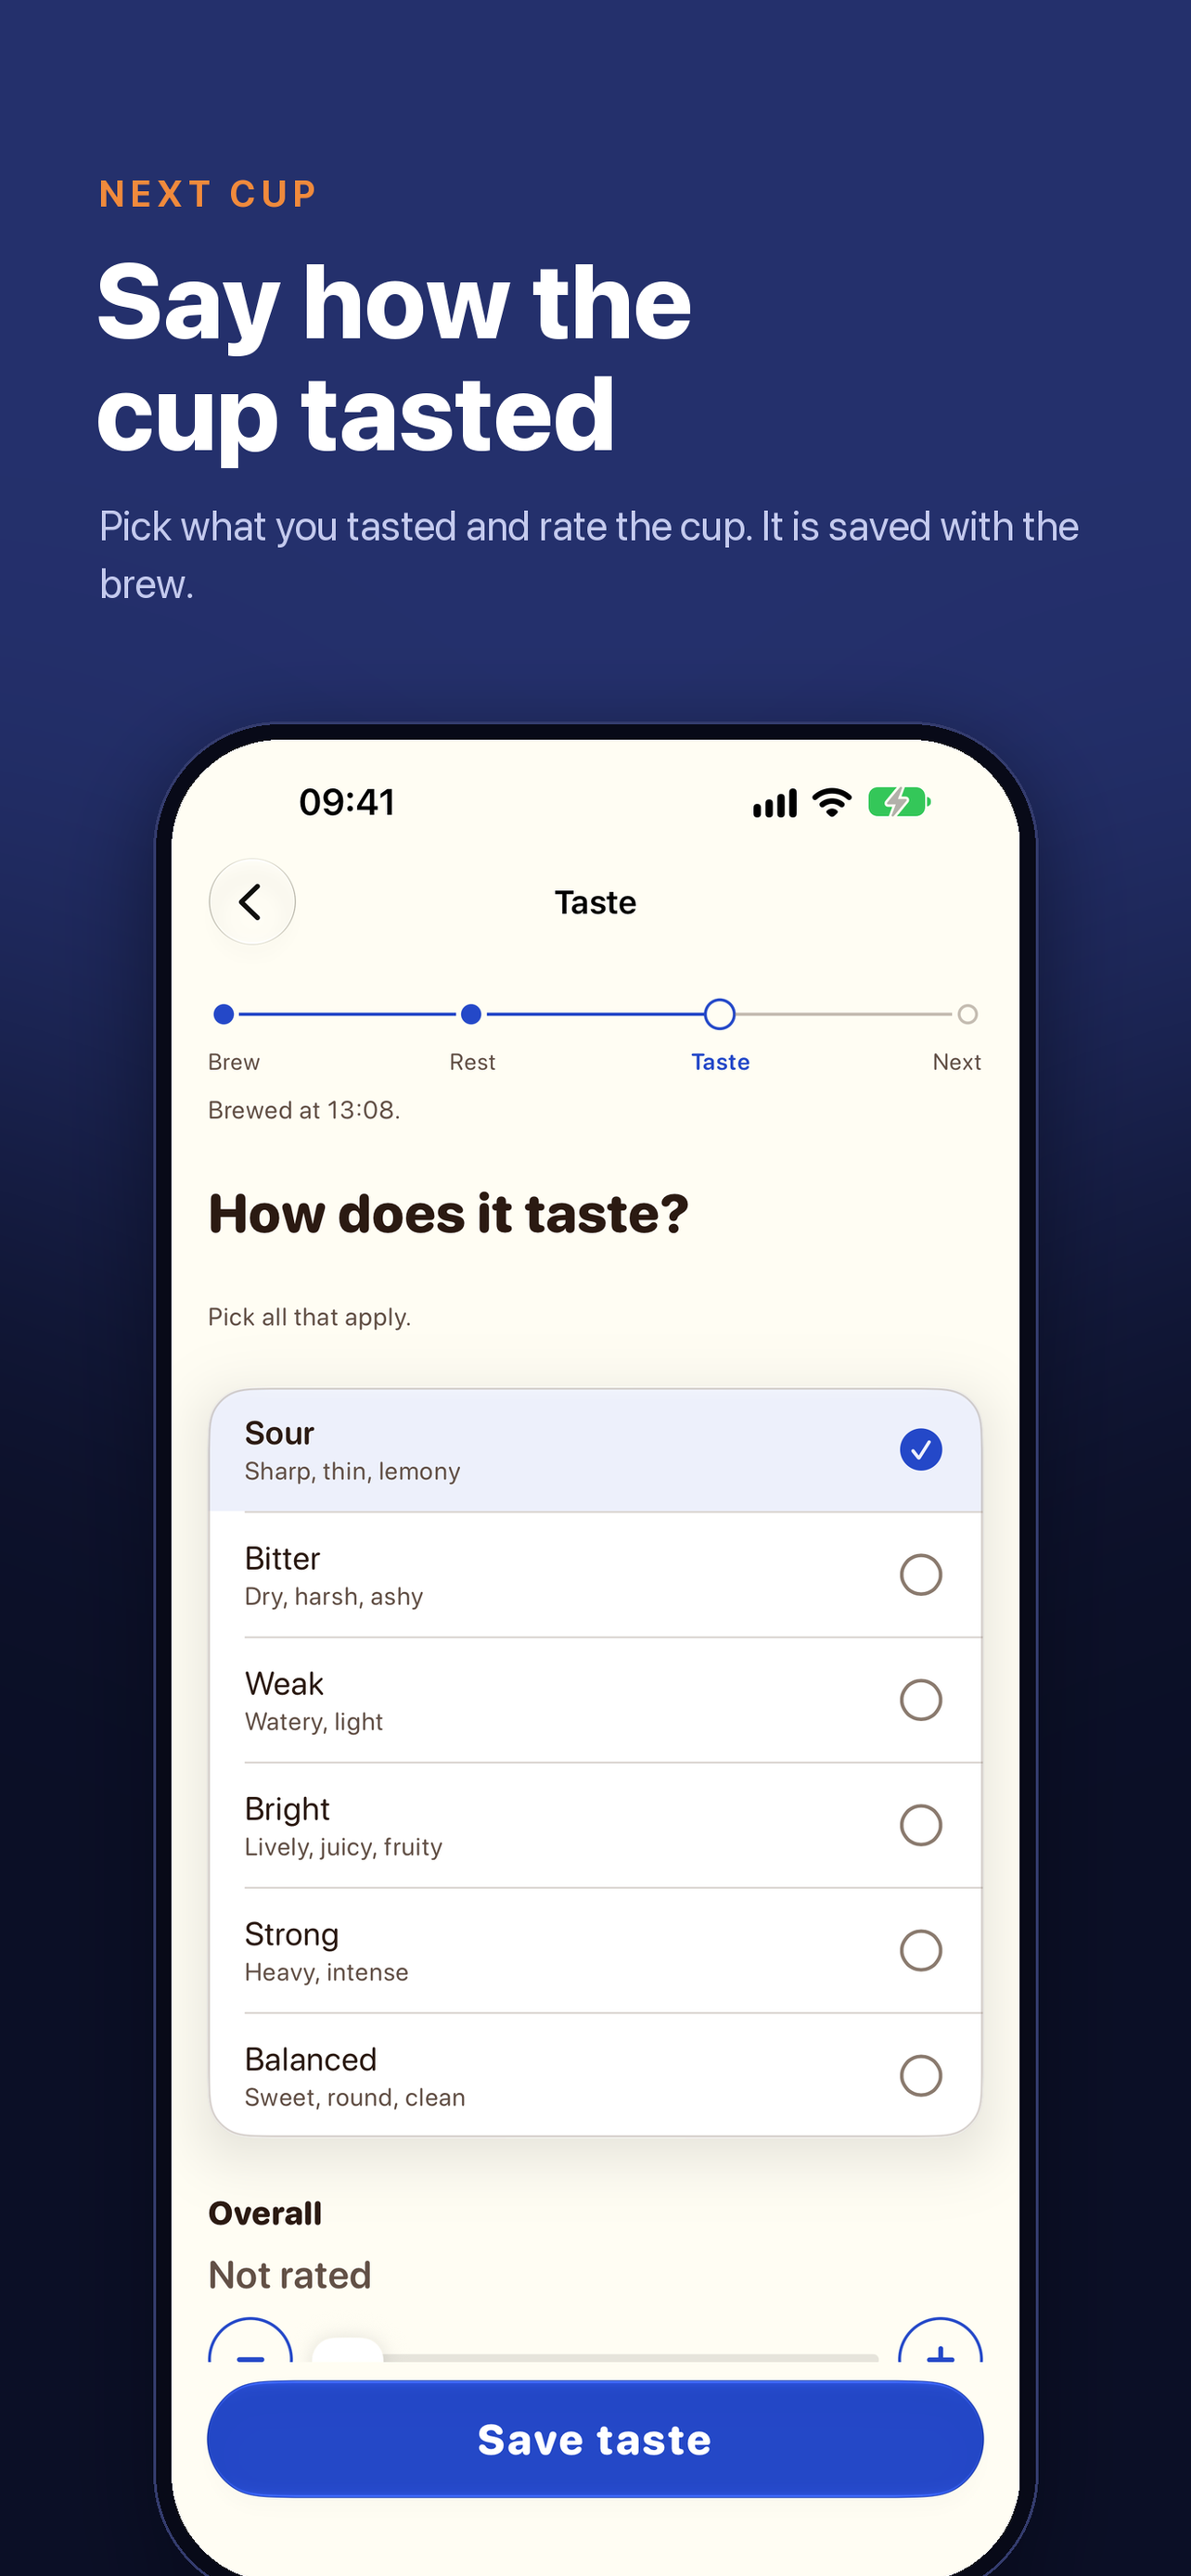 NEXT CUP
Say how the
cup tasted
Pick what you tasted and rate the cup. It is saved with the
brew.
09:41
Taste
Brew Rest Taste Next
Brewed at 13:08.
How does it taste?
Pick all that apply.
Sour
Sharp, thin, lemony
Bitter
Dry, harsh, ashy
Weak
Watery, light
Bright
Lively, juicy, fruity
Strong
Heavy, intense
Balanced
Sweet, round, clean
Overall
Not rated
Save taste